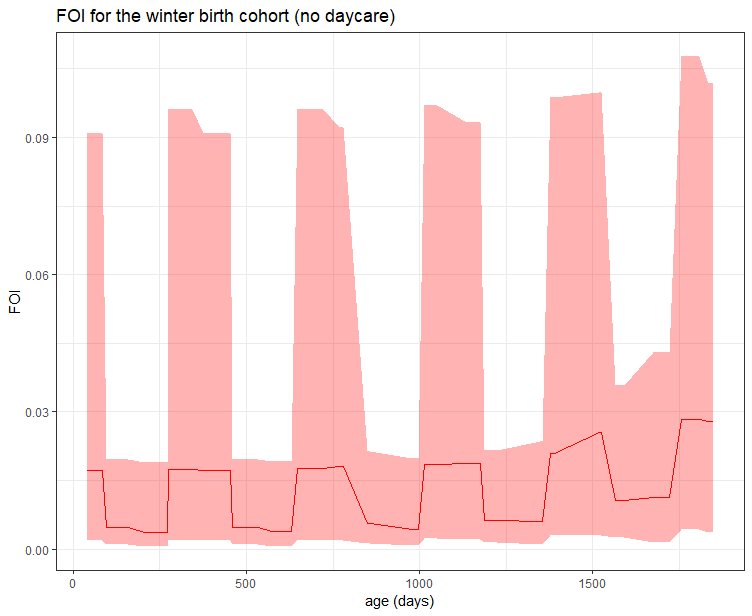 FOI for the winter birth cohort (no daycare)
FOI
0.09
0.06
0.03
0.00
0 500 1000 1500
age (days)